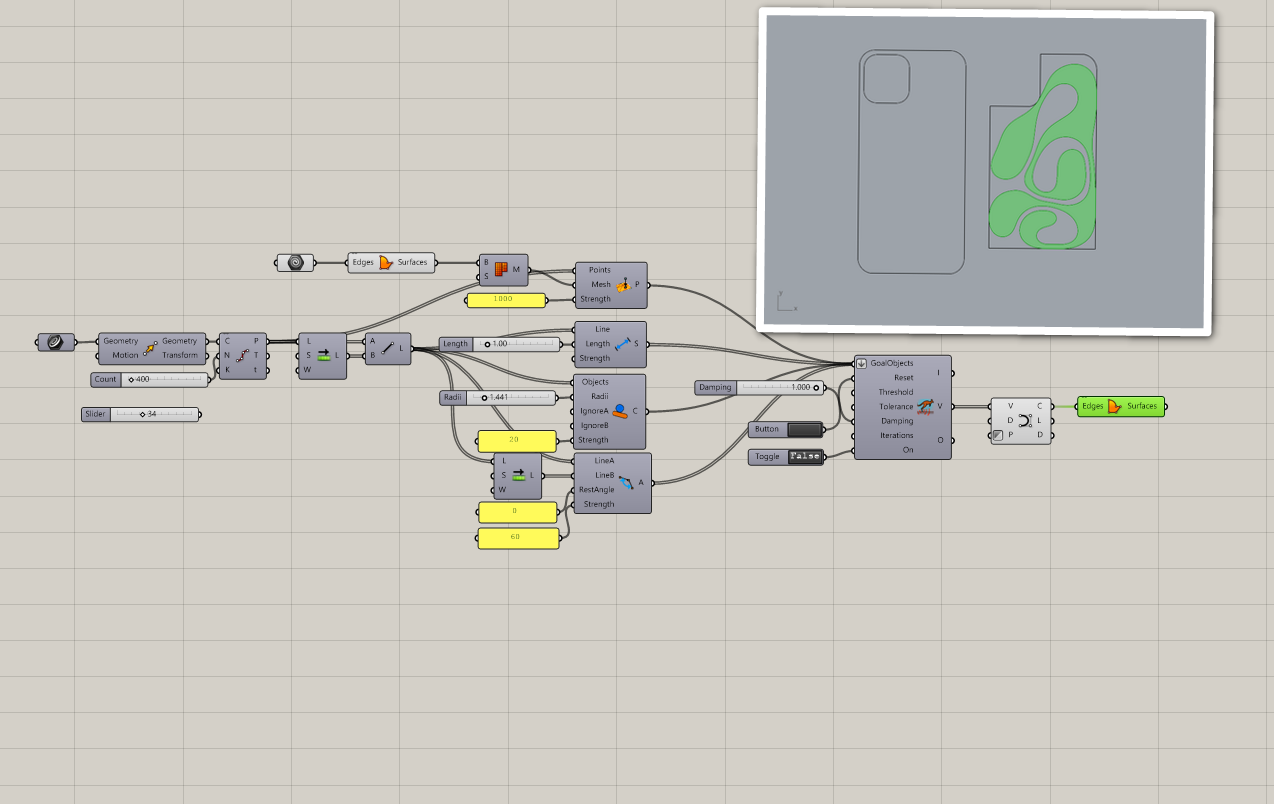 y
x
Edges Surfaces
B
S
M
1000
Points
Mesh
Strength
P
Geometry
Motion
Geometry
Transform
C
N
K
P
T
t
L
S
W
L
A
B
L
Length 1.00
Line
Length
Strength
S
Count 400
Slider 34
Radii 1.441
Objects
Radii
IgnoreA
IgnoreB
Strength
C
20
L
S
W
L
LineA
LineB
RestAngle
Strength
A
0
60
Damping 1.000
Button
Toggle False
GoalObjects
Reset
Threshold
Tolerance
Damping
Iterations
On
I
V
O
V
D
P
C
L
D
Edges Surfaces